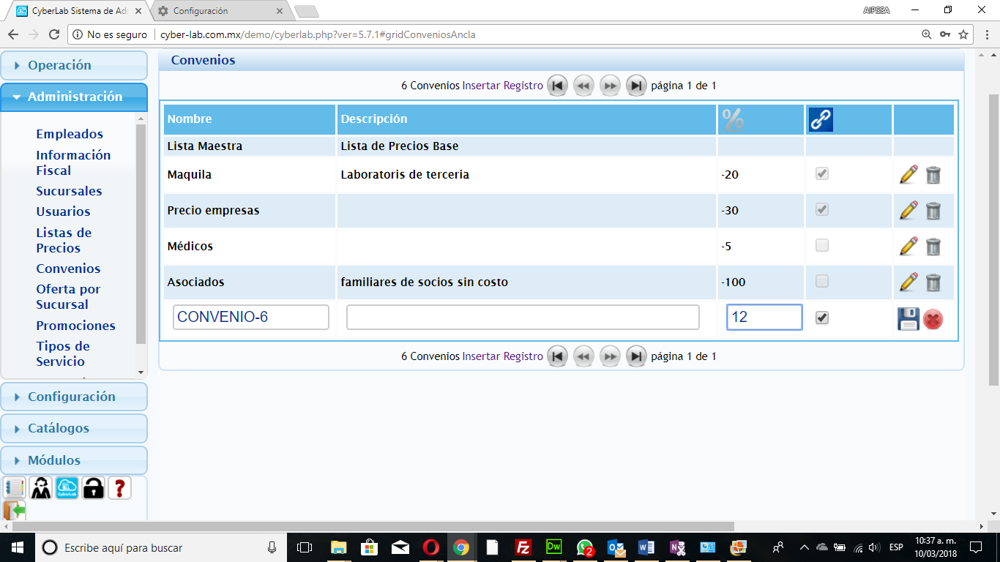 CyberLab Sistema de Adm
Configuración
AIPSSA
No es seguro
cyber-lab.com.mx/demo/cyberlab.php?ver=5.7.1#gridConveniosAncla
Operación
Administración
Empleados
Información
Fiscal
Sucursales
Usuarios
Listas de
Precios
Convenios
Oferta por
Sucursal
Promociones
Tipos de
Servicio
Configuración
Catálogos
Módulos
CyberLab
?
Convenios
6 Convenios Insertar Registro página 1 de 1
Nombre Descripción %
Lista Maestra Lista de Precios Base
Maquila Laboratoris de terceria -20
Precio empresas -30
Médicos -5
Asociados familiares de socios sin costo -100
CONVENIO-6 12
6 Convenios Insertar Registro página 1 de 1
Escribe aquí para buscar
Fz
Dw
2
ESP
10:37 a. m.
10/03/2018